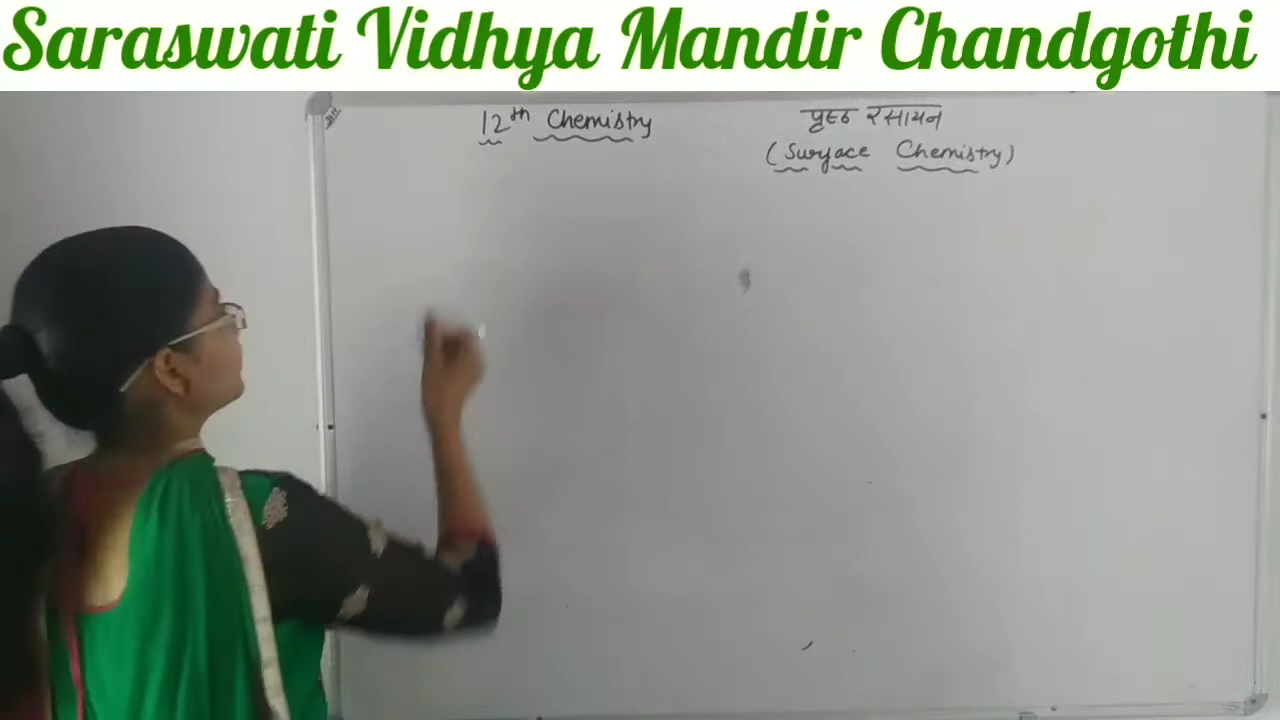 Saraswati Vidhya Mandir Chandgothi
12th Chemistry
पृष्ठ रसायन
(Surface Chemistry)